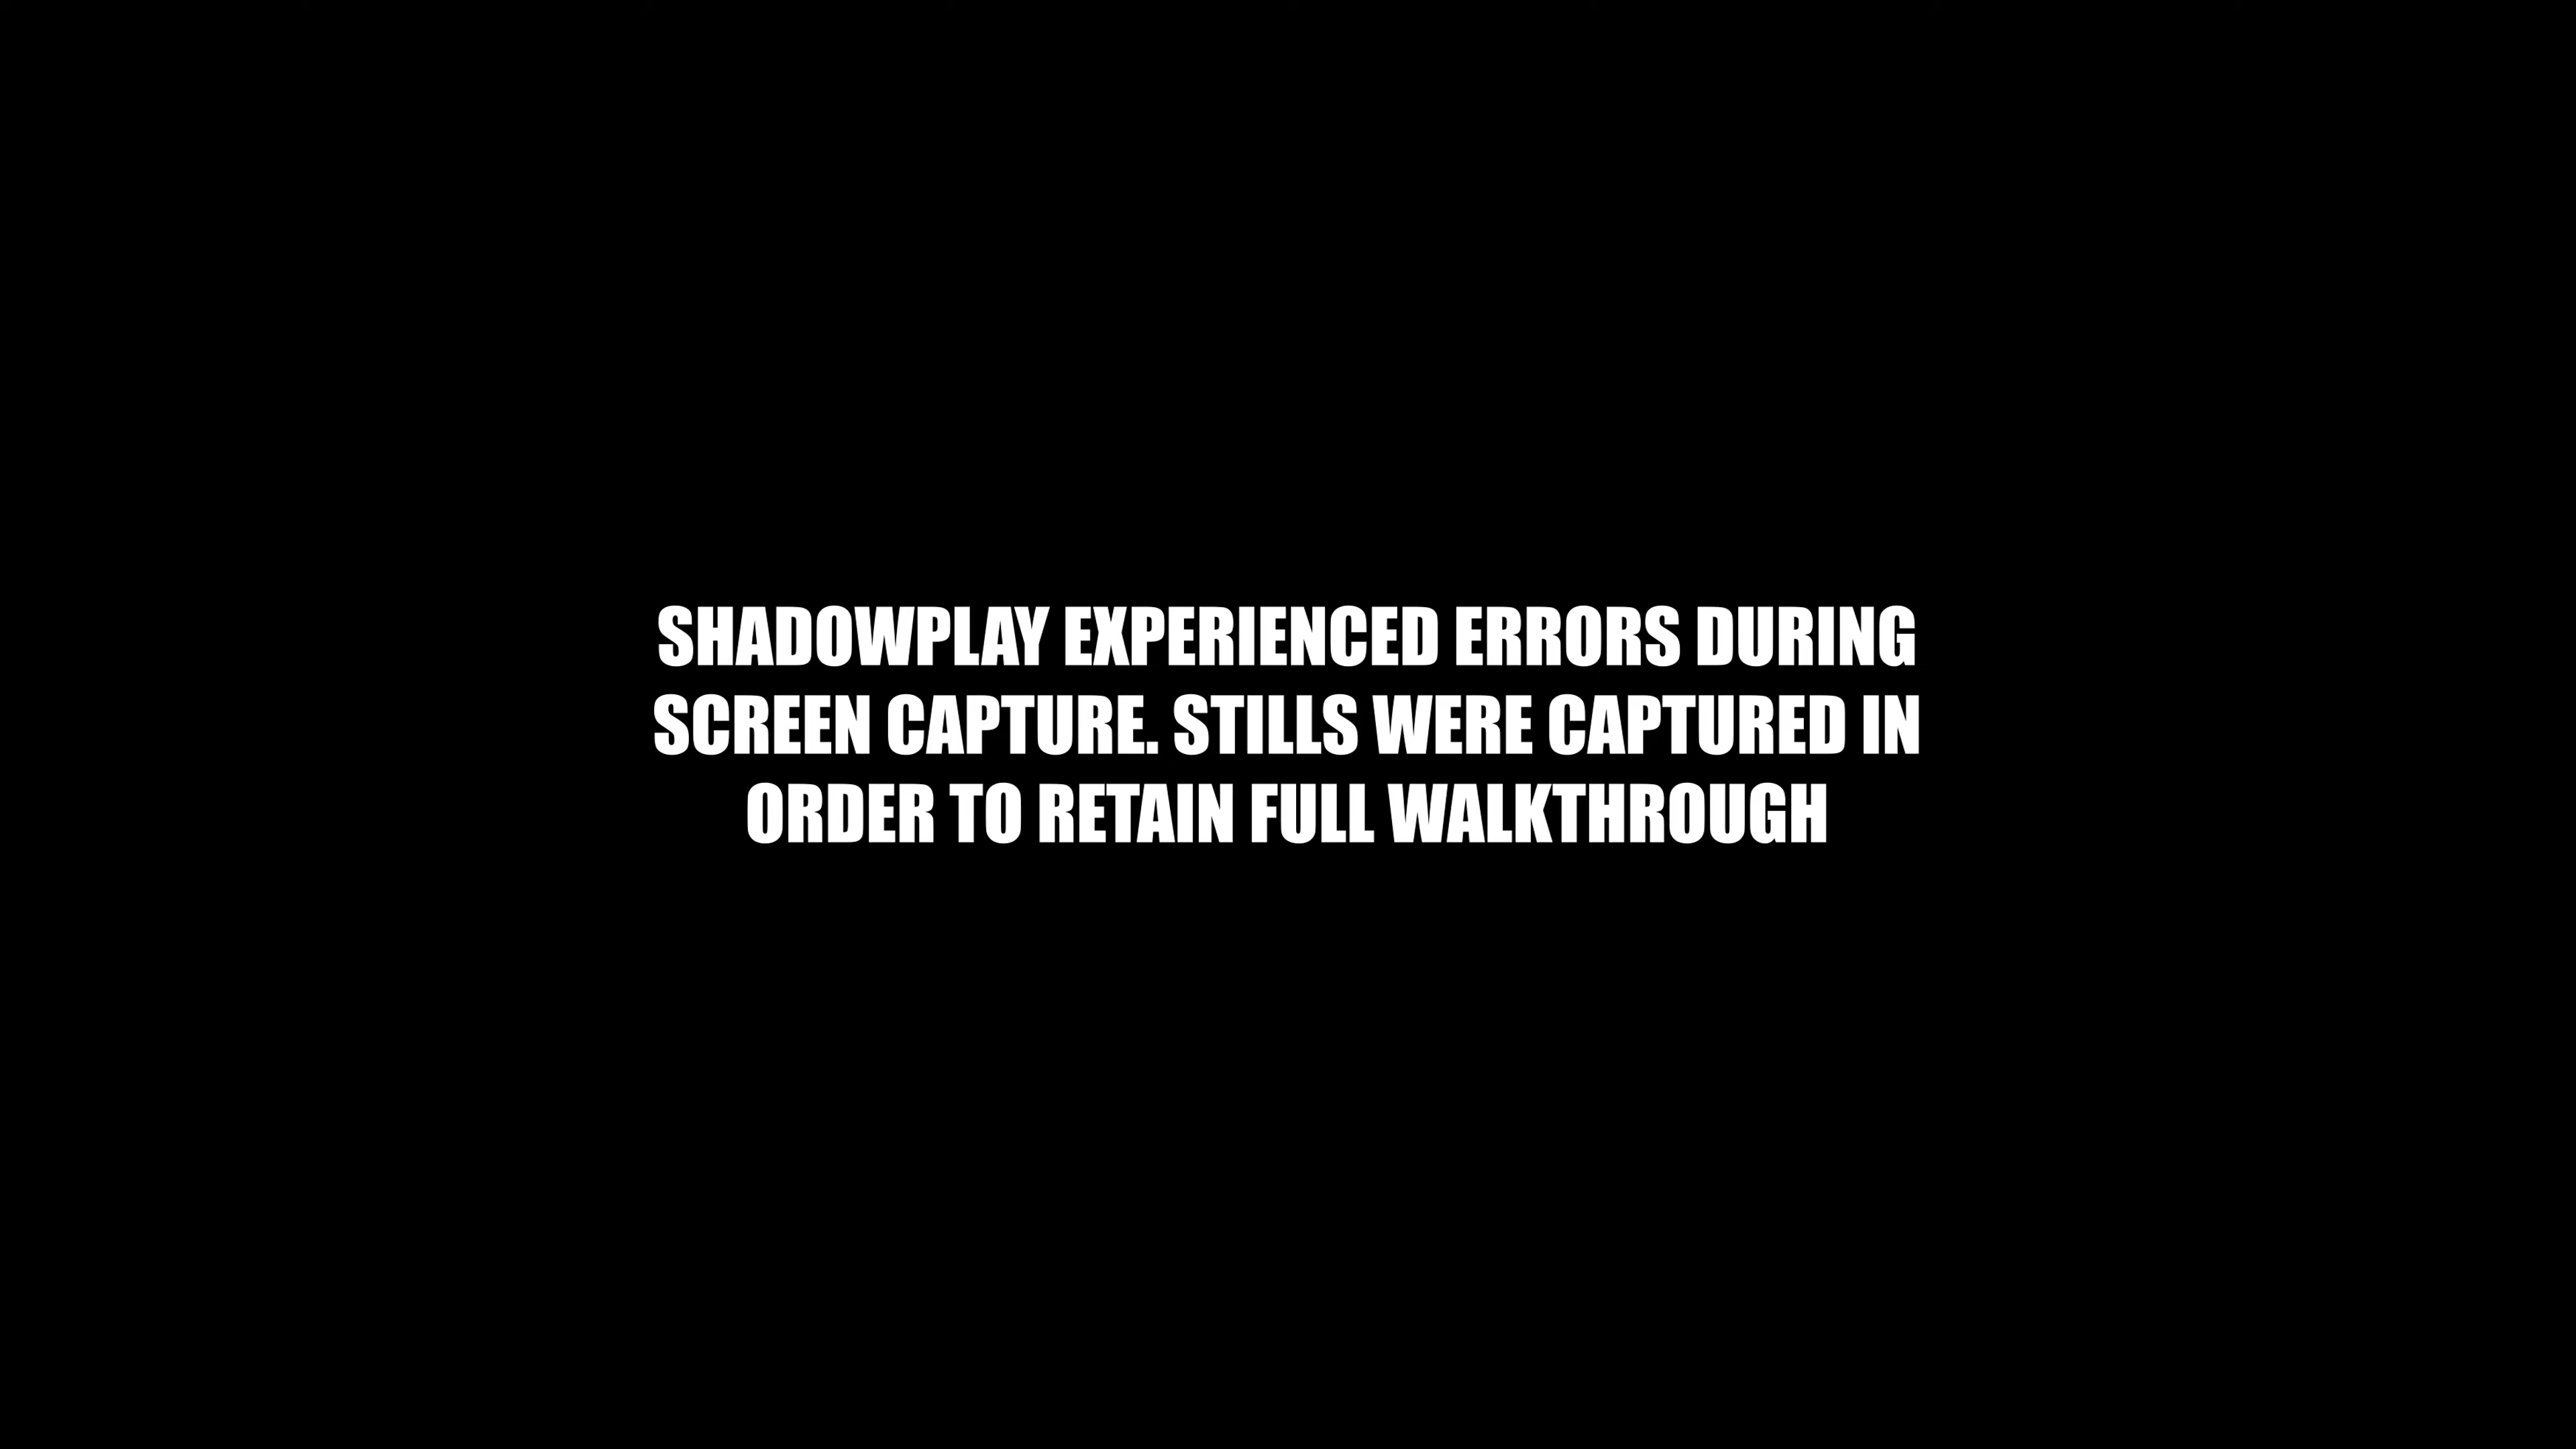 SHADOWPLAY EXPERIENCED ERRORS DURING
SCREEN CAPTURE. STILLS WERE CAPTURED IN
ORDER TO RETAIN FULL WALKTHROUGH